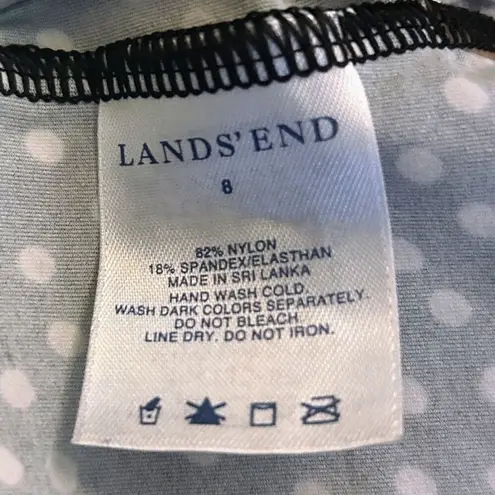 LANDS' END
8
82% NYLON
18% SPANDEX/ELASTHAN
MADE IN SRI LANKA
HAND WASH COLD.
WASH DARK COLORS SEPARATELY.
DO NOT BLEACH.
LINE DRY. DO NOT IRON.